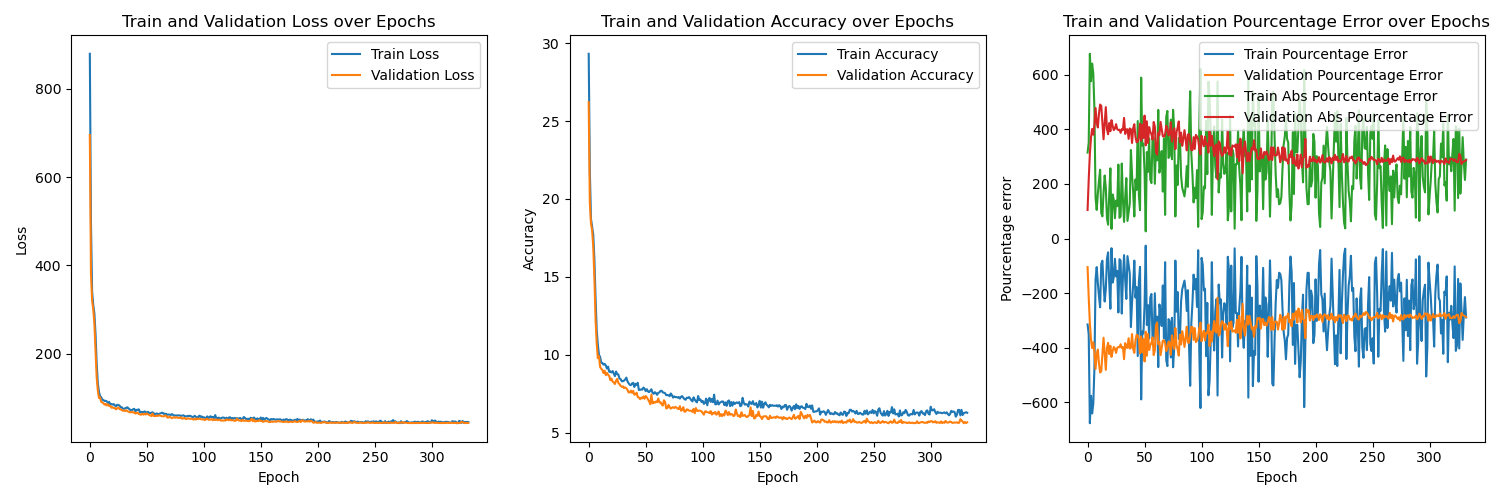 Train and Validation Loss over Epochs
Train Loss
Validation Loss
Loss
800
600
400
200
0 50 100 150 200 250 300
Epoch
Train and Validation Accuracy over Epochs
Train Accuracy
Validation Accuracy
Accuracy
30
25
20
15
10
5
0 50 100 150 200 250 300
Epoch
Train and Validation Pourcentage Error over Epochs
Train Pourcentage Error
Validation Pourcentage Error
Train Abs Pourcentage Error
Validation Abs Pourcentage Error
Pourcentage error
600
400
200
0
−200
−400
−600
0 50 100 150 200 250 300
Epoch